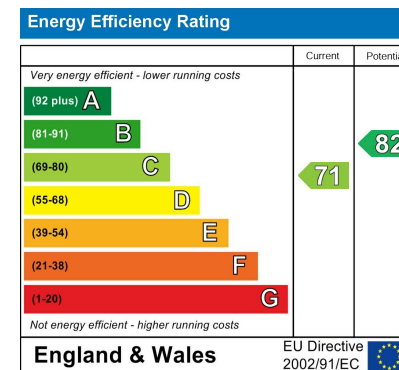 Energy Efficiency Rating
Current Potentia
Very energy efficient - lower running costs
(92 plus) A
(81-91) B
(69-80) C
(55-68) D
(39-54) E
(21-38) F
(1-20) G
71
82
Not energy efficient - higher running costs
England & Wales
EU Directive
2002/91/EC